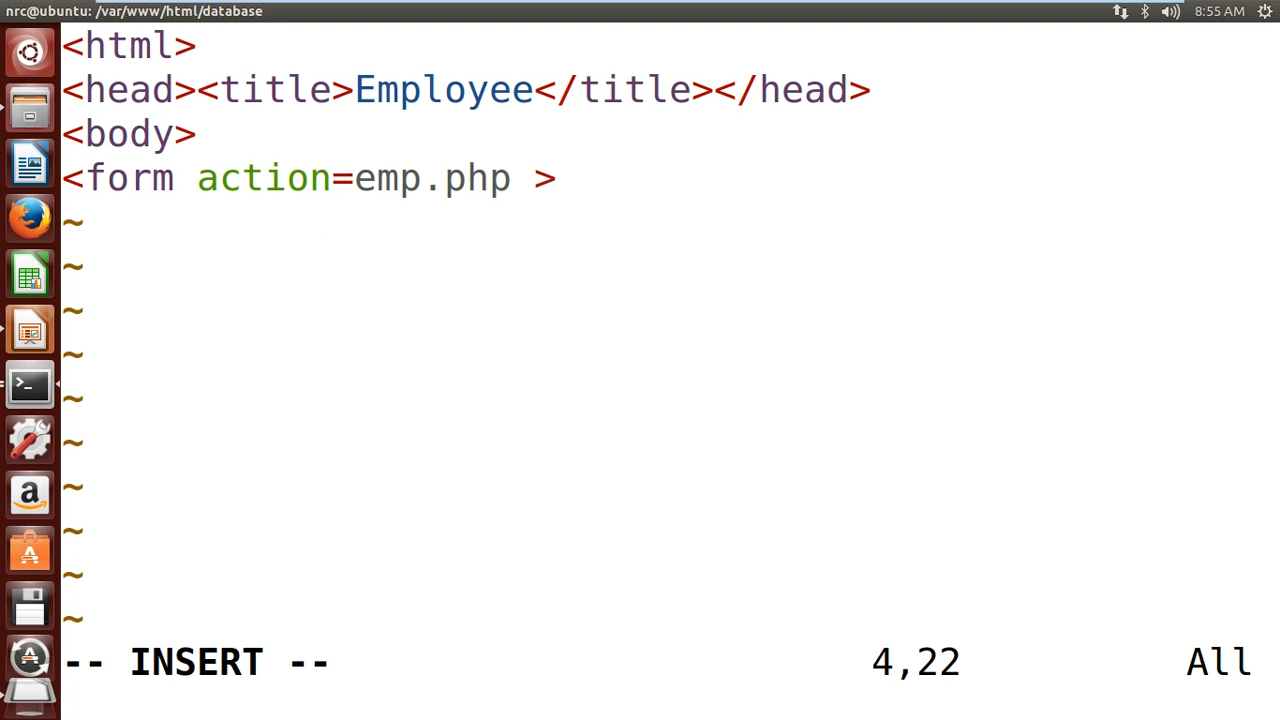 nrc@ubuntu: /var/www/html/database
8:55 AM
<html>
<head><title>Employee</title></head>
<body>
<form action=emp.php >
~
~
~
~
~
~
~
~
~
~
-- INSERT --
4,22
All